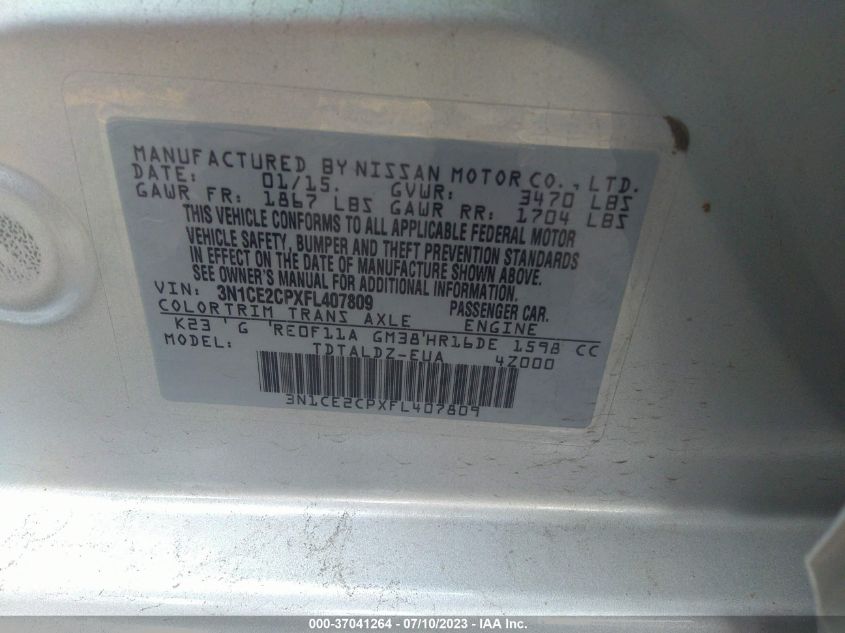 MANUFACTURED BY NISSAN MOTOR CO., LTD.
DATE: 01/15. GVWR: 3470 LBS
GAWR FR: 1867 LBS GAWR RR: 1704 LBS
THIS VEHICLE CONFORMS TO ALL APPLICABLE FEDERAL MOTOR
VEHICLE SAFETY, BUMPER AND THEFT PREVENTION STANDARDS
IN EFFECT ON THE DATE OF MANUFACTURE SHOWN ABOVE.
SEE OWNER'S MANUAL FOR ADDITIONAL INFORMATION.
VIN: 3N1CE2CPXFL407809 PASSENGER CAR.
COLORTRIM TRANS AXLE ENGINE
K23 ' G 'RE0F11A GM38'HR16DE 1598 CC
MODEL: TDTALDZ-EUA 4Z000
3N1CE2CPXFL407809
000-37041264 - 07/10/2023 - IAA Inc.